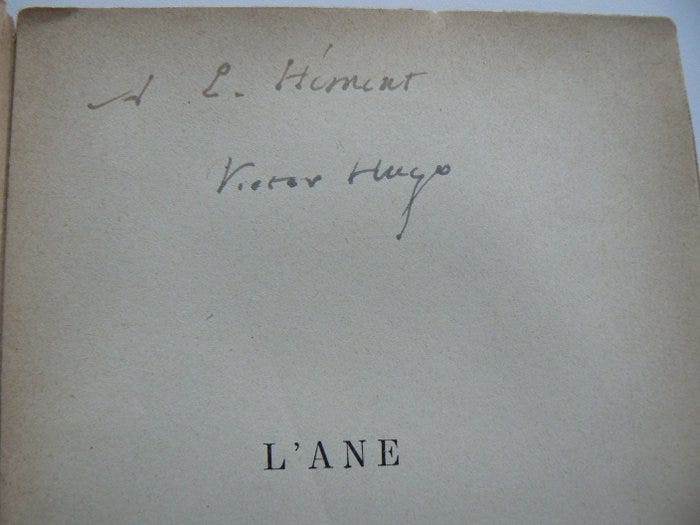 A L. Hément
Victor Hugo
L'ANE